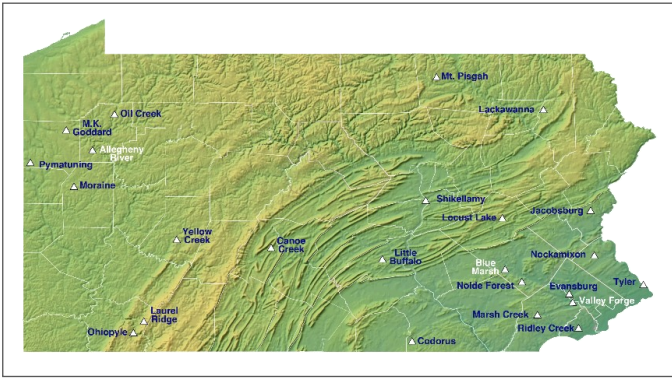 Mt. Pisgah
Lackawanna
Oil Creek
M.K.
Goddard
Allegheny
River
Pymatuning
Moraine
Shikellamy
Locust Lake
Jacobsburg
Yellow
Creek
Canoe
Creek
Little
Buffalo
Blue
Marsh
Nockamixon
Nolde Forest
Evansburg
Tyler
Valley Forge
Laurel
Ridge
Ohiopyle
Marsh Creek
Ridley Creek
Codorus